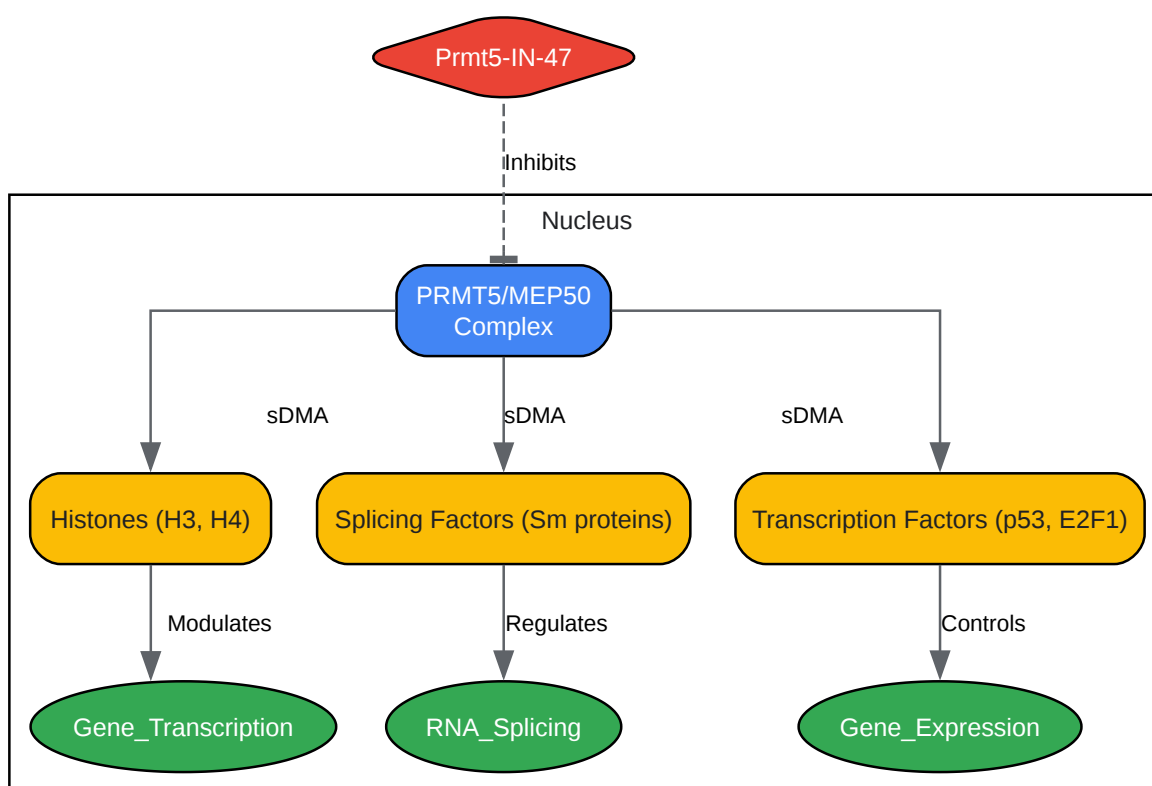 Prmt5-IN-47
Inhibits
Nucleus
PRMT5/MEP50
Complex
sDMA
sDMA
sDMA
Histones (H3, H4)
Splicing Factors (Sm proteins)
Transcription Factors (p53, E2F1)
Modulates
Regulates
Controls
Gene_Transcription
RNA_Splicing
Gene_Expression